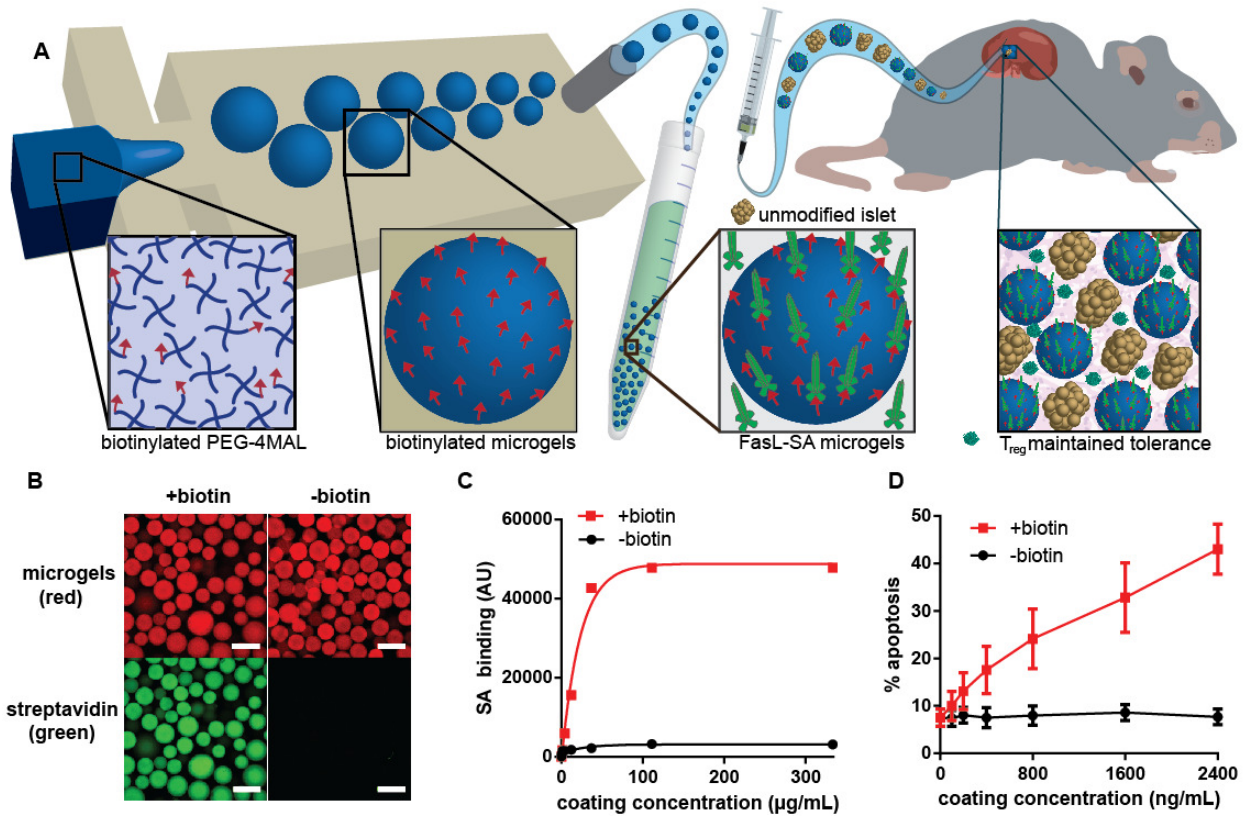 A
unmodified islet
biotinylated PEG-4MAL
biotinylated microgels
FasL-SA microgels
Treg maintained tolerance
B
+biotin
-biotin
microgels
(red)
streptavidin
(green)
C
+biotin
-biotin
60000
40000
20000
0
SA binding (AU)
0
100
200
300
coating concentration (µg/mL)
D
+biotin
-biotin
50
40
30
20
10
0
% apoptosis
0
800
1600
2400
coating concentration (ng/mL)